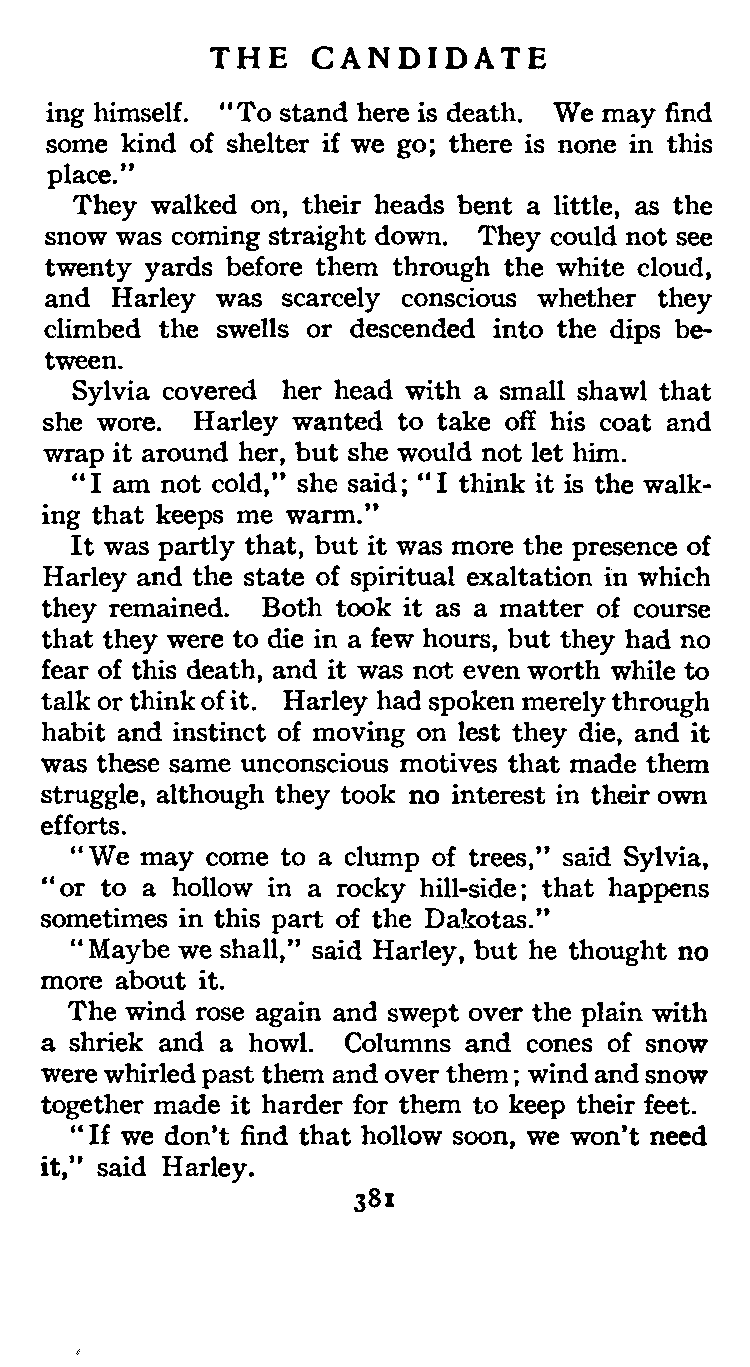 THE CANDIDATE
ing himself. "To stand here is death. We may find
some kind of shelter if we go; there is none in this
place."
They walked on, their heads bent a little, as the
snow was coming straight down. They could not see
twenty yards before them through the white cloud,
and Harley was scarcely conscious whether they
climbed the swells or descended into the dips be-
tween.
Sylvia covered her head with a small shawl that
she wore. Harley wanted to take off his coat and
wrap it around her, but she would not let him.
"I am not cold," she said; "I think it is the walk-
ing that keeps me warm."
It was partly that, but it was more the presence of
Harley and the state of spiritual exaltation in which
they remained. Both took it as a matter of course
that they were to die in a few hours, but they had no
fear of this death, and it was not even worth while to
talk or think of it. Harley had spoken merely through
habit and instinct of moving on lest they die, and it
was these same unconscious motives that made them
struggle, although they took no interest in their own
efforts.
"We may come to a clump of trees," said Sylvia,
"or to a hollow in a rocky hill-side; that happens
sometimes in this part of the Dakotas."
"Maybe we shall," said Harley, but he thought no
more about it.
The wind rose again and swept over the plain with
a shriek and a howl. Columns and cones of snow
were whirled past them and over them; wind and snow
together made it harder for them to keep their feet.
"If we don't find that hollow soon, we won't need
it," said Harley.
381